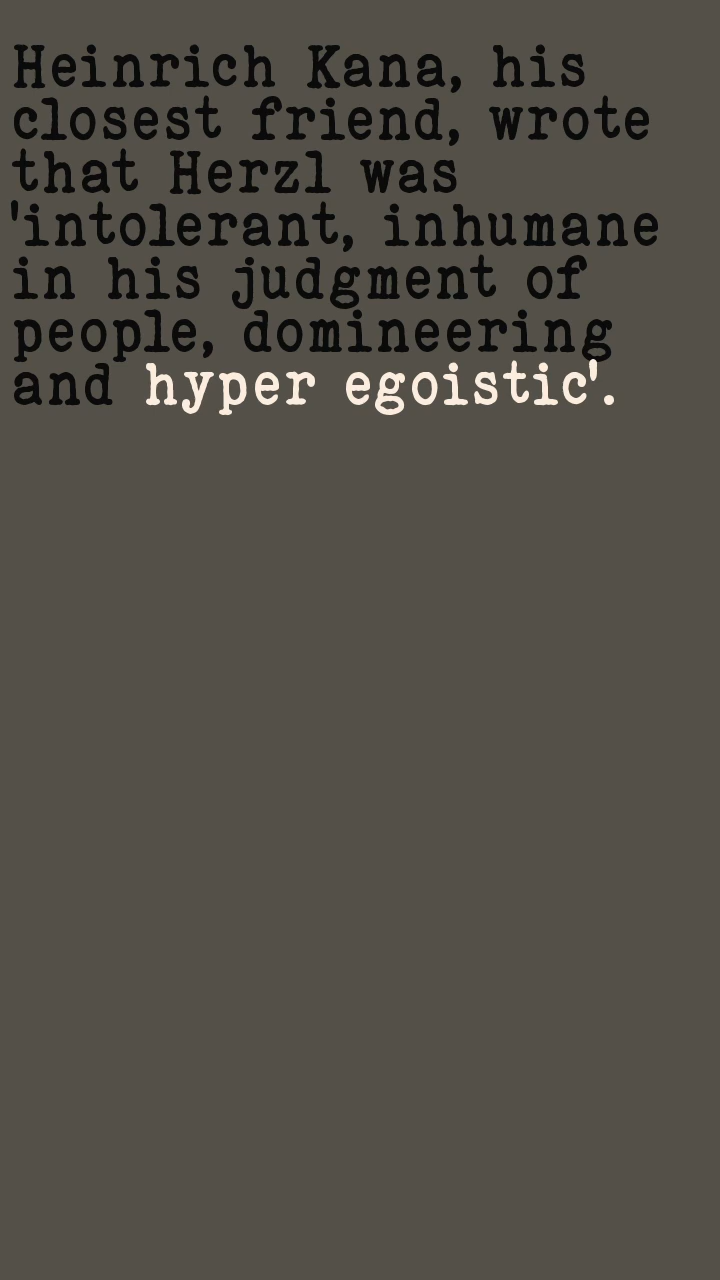 Heinrich Kana, his
closest friend, wrote
that Herzl was
'intolerant, inhumane
in his judgment of
people, domineering
and hyper egoistic'.